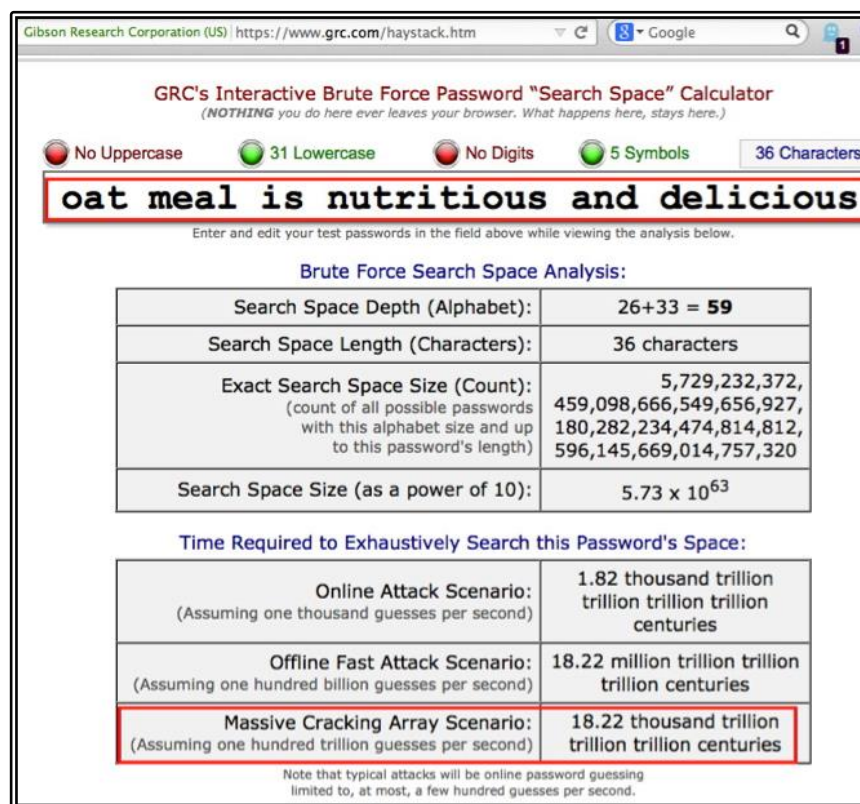 Gibson Research Corporation (US) https://www.grc.com/haystack.htm Google
1
GRC's Interactive Brute Force Password “Search Space” Calculator
(NOTHING you do here ever leaves your browser. What happens here, stays here.)
No Uppercase 31 Lowercase No Digits 5 Symbols 36 Characters
oat meal is nutritious and delicious
Enter and edit your test passwords in the field above while viewing the analysis below.
Brute Force Search Space Analysis:
Search Space Depth (Alphabet): 26+33 = 59
Search Space Length (Characters): 36 characters
Exact Search Space Size (Count): 5,729,232,372,
(count of all possible passwords 459,098,666,549,656,927,
with this alphabet size and up 180,282,234,474,814,812,
to this password's length) 596,145,669,014,757,320
Search Space Size (as a power of 10): 5.73 x 10^63
Time Required to Exhaustively Search this Password's Space:
Online Attack Scenario: 1.82 thousand trillion
(Assuming one thousand guesses per second) trillion trillion trillion
centuries
Offline Fast Attack Scenario: 18.22 million trillion trillion
(Assuming one hundred billion guesses per second) trillion centuries
Massive Cracking Array Scenario: 18.22 thousand trillion
(Assuming one hundred trillion guesses per second) trillion trillion centuries
Note that typical attacks will be online password guessing
limited to, at most, a few hundred guesses per second.